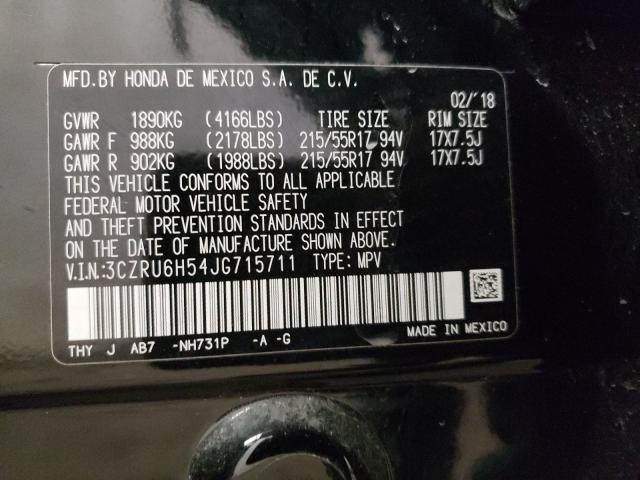 MFD.BY HONDA DE MEXICO S.A. DE C.V.
02/'18
GVWR 1890KG (4166LBS) TIRE SIZE RIM SIZE
GAWR F 988KG (2178LBS) 215/55R17 94V 17X7.5J
GAWR R 902KG (1988LBS) 215/55R17 94V 17X7.5J
THIS VEHICLE CONFORMS TO ALL APPLICABLE
FEDERAL MOTOR VEHICLE SAFETY
AND THEFT PREVENTION STANDARDS IN EFFECT
ON THE DATE OF MANUFACTURE SHOWN ABOVE.
V.I.N.:3CZRU6H54JG715711 TYPE: MPV
MADE IN MEXICO
THY J AB7 -NH731P -A -G